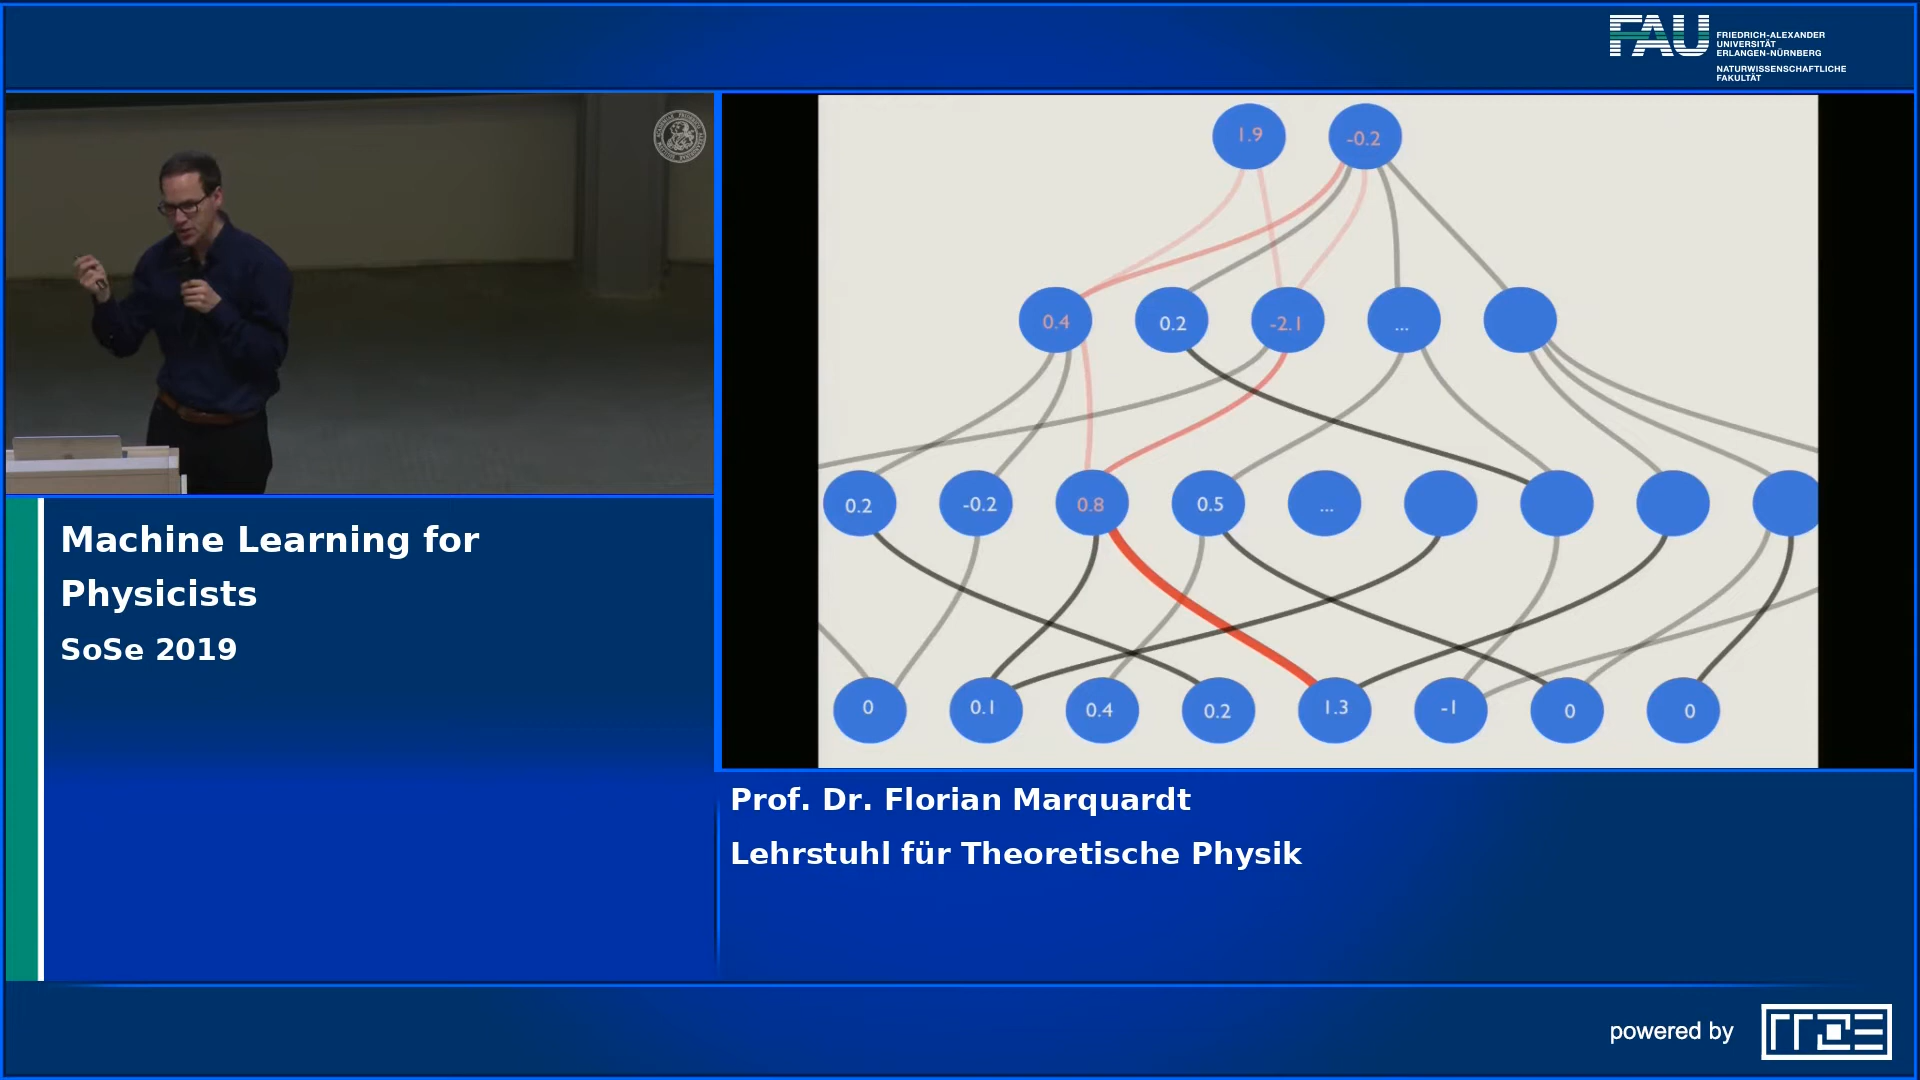 FAU
FRIEDRICH-ALEXANDER
UNIVERSITÄT
ERLANGEN-NÜRNBERG
NATURWISSENSCHAFTLICHE
FAKULTÄT
1.9 -0.2
0.4 0.2 -2.1 ...
0.2 -0.2 0.8 0.5 ...
0 0.1 0.4 0.2 1.3 -1 0 0
Machine Learning for
Physicists
SoSe 2019
Prof. Dr. Florian Marquardt
Lehrstuhl für Theoretische Physik
powered by